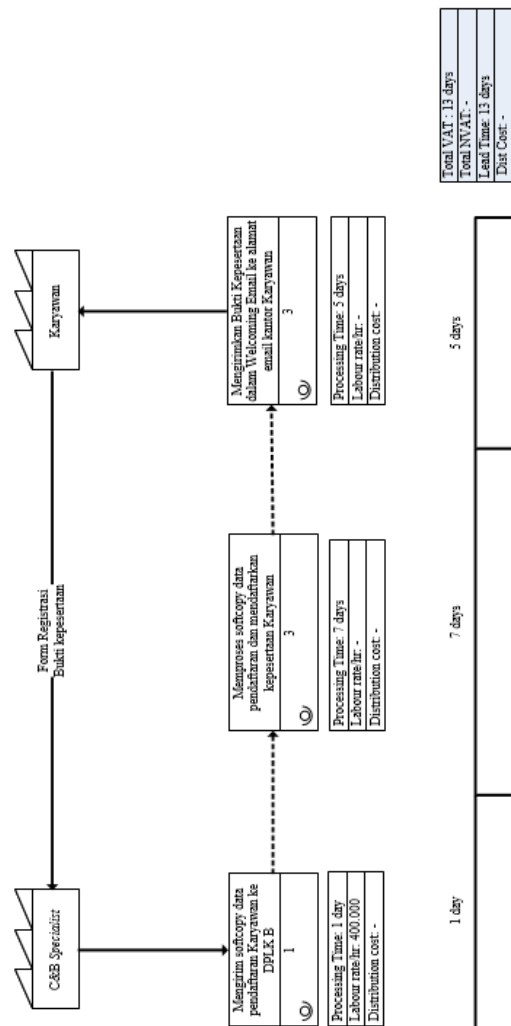 C&B Specialist
Form Registrasi
Bukti kepesertaan
Karyawan
Mengirim softcopy data
pendaftaran Karyawan ke
DPLK B
1
Processing Time: 1 day
Labour rate/hr: 400.000
Distribution cost: -
Memproses softcopy data
pendaftaran dan mendaftarkan
kepesertaan Karyawan
3
Processing Time: 7 days
Labour rate/hr: -
Distribution cost: -
Mengirimkan Bukti Kepesertaan
dalam Welcoming Email ke alamat
email kantor Karyawan
3
Processing Time: 5 days
Labour rate/hr: -
Distribution cost: -
1 day
7 days
5 days
Total VAT : 13 days
Total NVAT: -
Lead Time: 13 days
Dist Cost: -